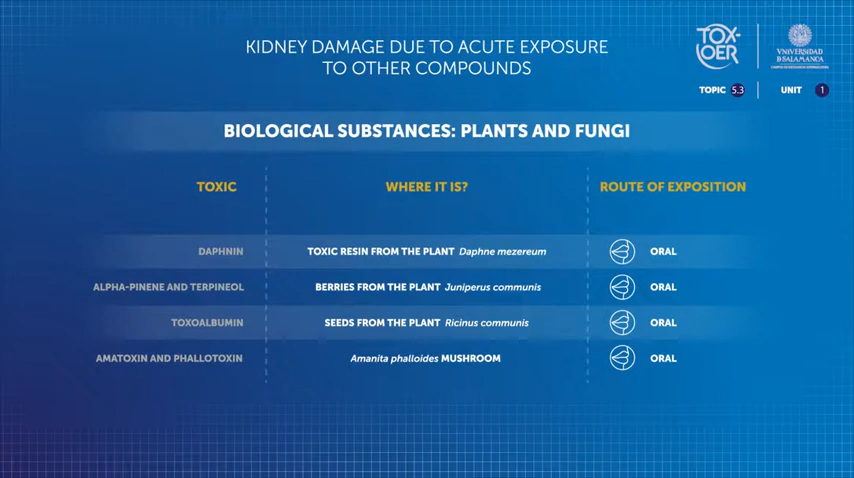 KIDNEY DAMAGE DUE TO ACUTE EXPOSURE
TO OTHER COMPOUNDS
TOX-
OER
VNiVERSiDAD
D SALAMANCA
TOPIC 5.3
UNIT 1
BIOLOGICAL SUBSTANCES: PLANTS AND FUNGI
TOXIC WHERE IT IS? ROUTE OF EXPOSITION
DAPHNIN TOXIC RESIN FROM THE PLANT Daphne mezereum ORAL
ALPHA-PINENE AND TERPINEOL BERRIES FROM THE PLANT Juniperus communis ORAL
TOXOALBUMIN SEEDS FROM THE PLANT Ricinus communis ORAL
AMATOXIN AND PHALLOTOXIN Amanita phalloides MUSHROOM ORAL